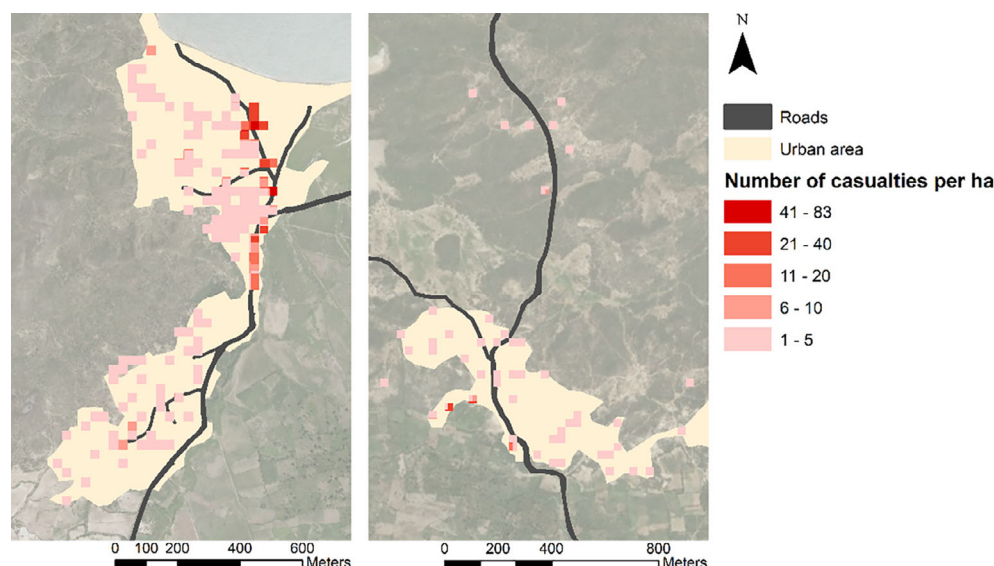 N
Roads
Urban area
Number of casualties per ha
41 - 83
21 - 40
11 - 20
6 - 10
1 - 5
0 100 200 400 600
Meters
0 200 400 800
Meters